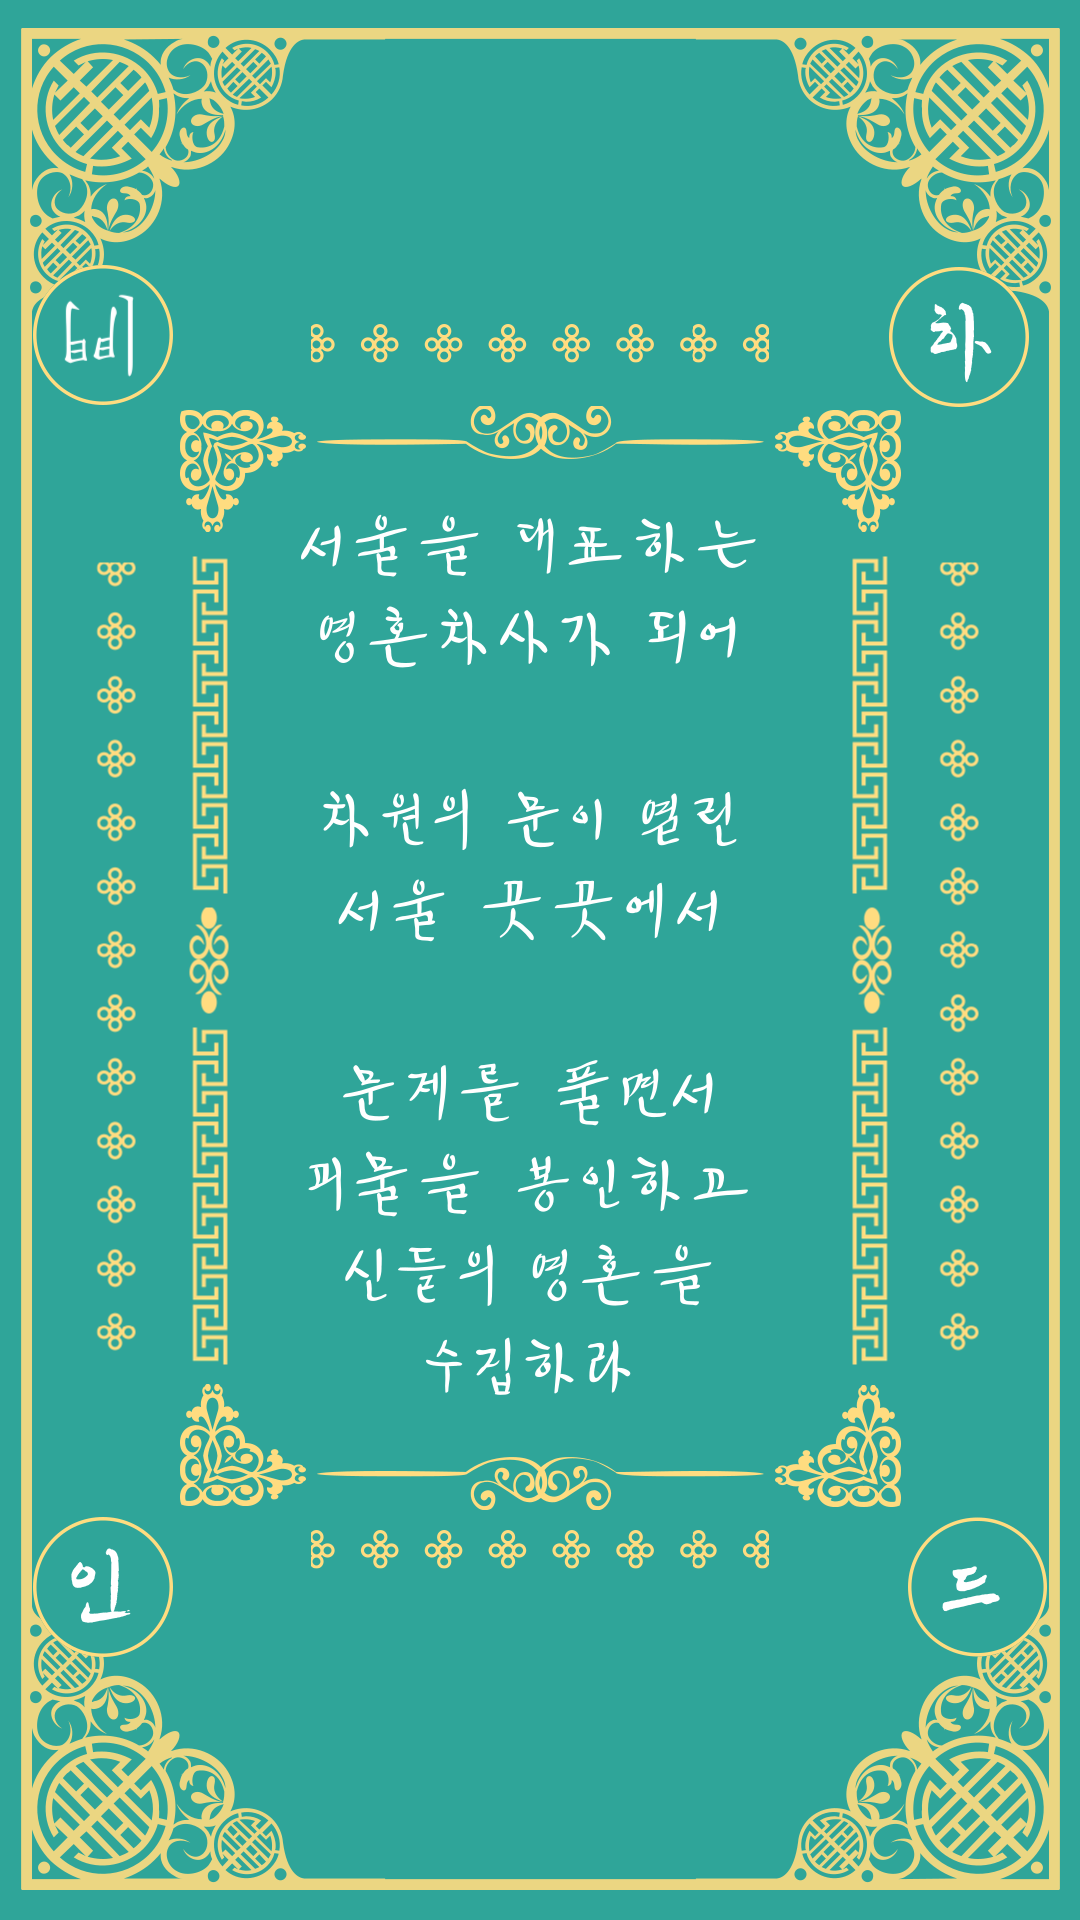 삐 하
서울을 대표하는
영혼차사가 되어
차원의 문이 열린
서울 곳곳에서
문제를 풀면서
괴물을 봉인하고
신들의 영혼을
수집하라
인 드